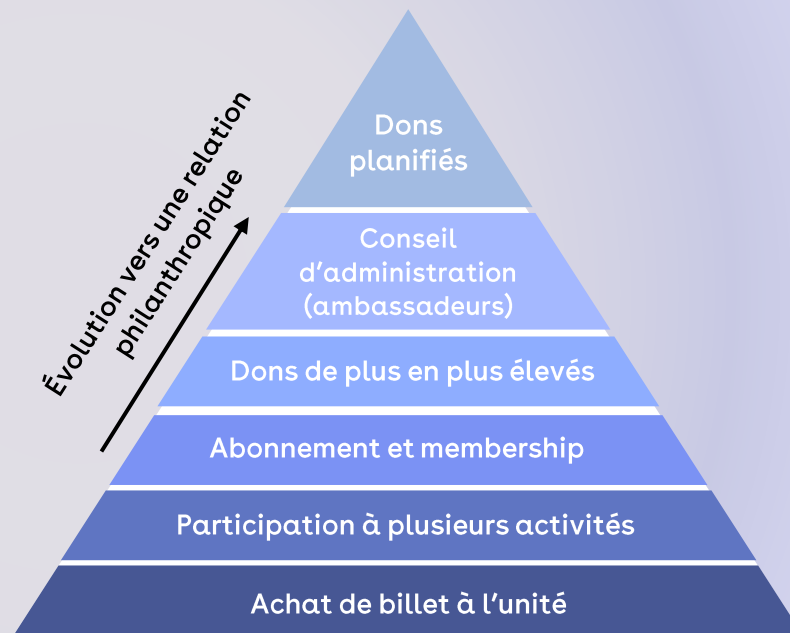 Évolution vers une relation
philanthropique
Dons
planifiés
Conseil
d'administration
(ambassadeurs)
Dons de plus en plus élevés
Abonnement et membership
Participation à plusieurs activités
Achat de billet à l'unité